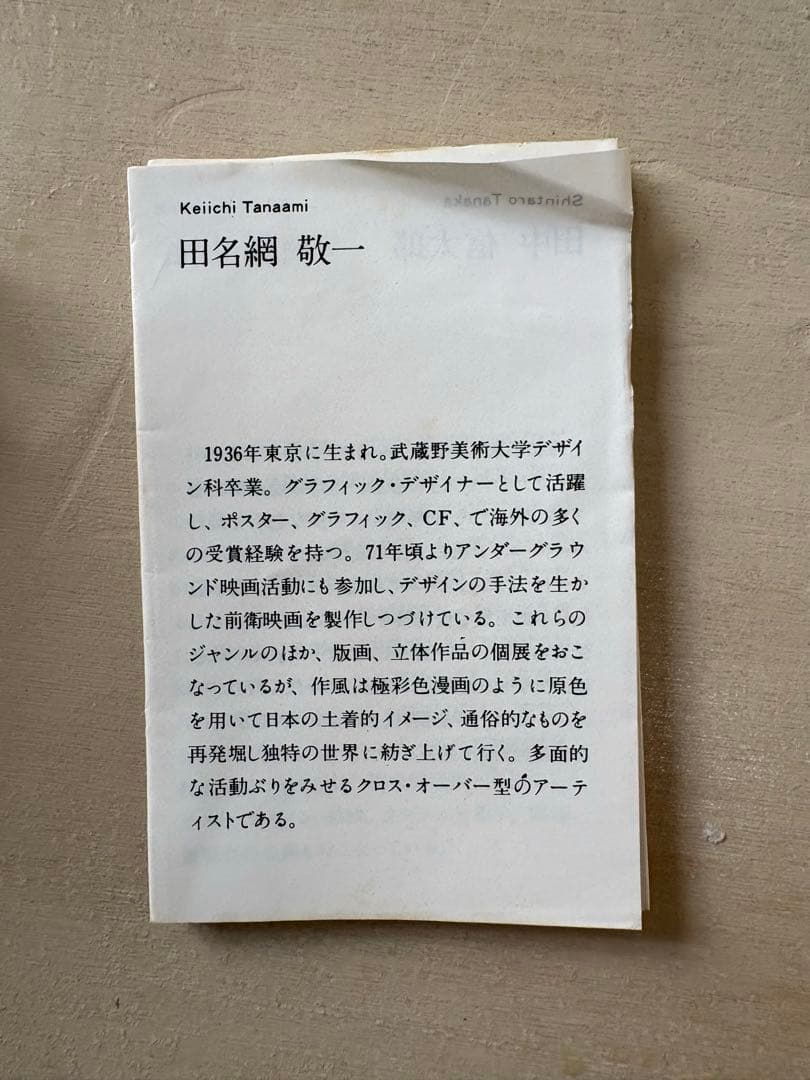 Keiichi Tanaami
Shintaro Tanaka
田名網 敬一
田中 信太郎
1936年東京に生まれ。武蔵野美術大学デザイ
ン科卒業。グラフィック・デザイナーとして活躍
し、ポスター、グラフィック、CF、で海外の多く
の受賞経験を持つ。71年頃よりアンダーグラウ
ンド映画活動にも参加し、デザインの手法を生か
した前衛映画を製作しつづけている。これらの
ジャンルのほか、版画、立体作品の個展をおこ
なっているが、作風は極彩色漫画のように原色
を用いて日本の土着的イメージ、通俗的なものを
再発掘し独特の世界に紡ぎ上げて行く。多面的
な活動ぶりをみせるクロス・オーバー型のアーテ
ィストである。